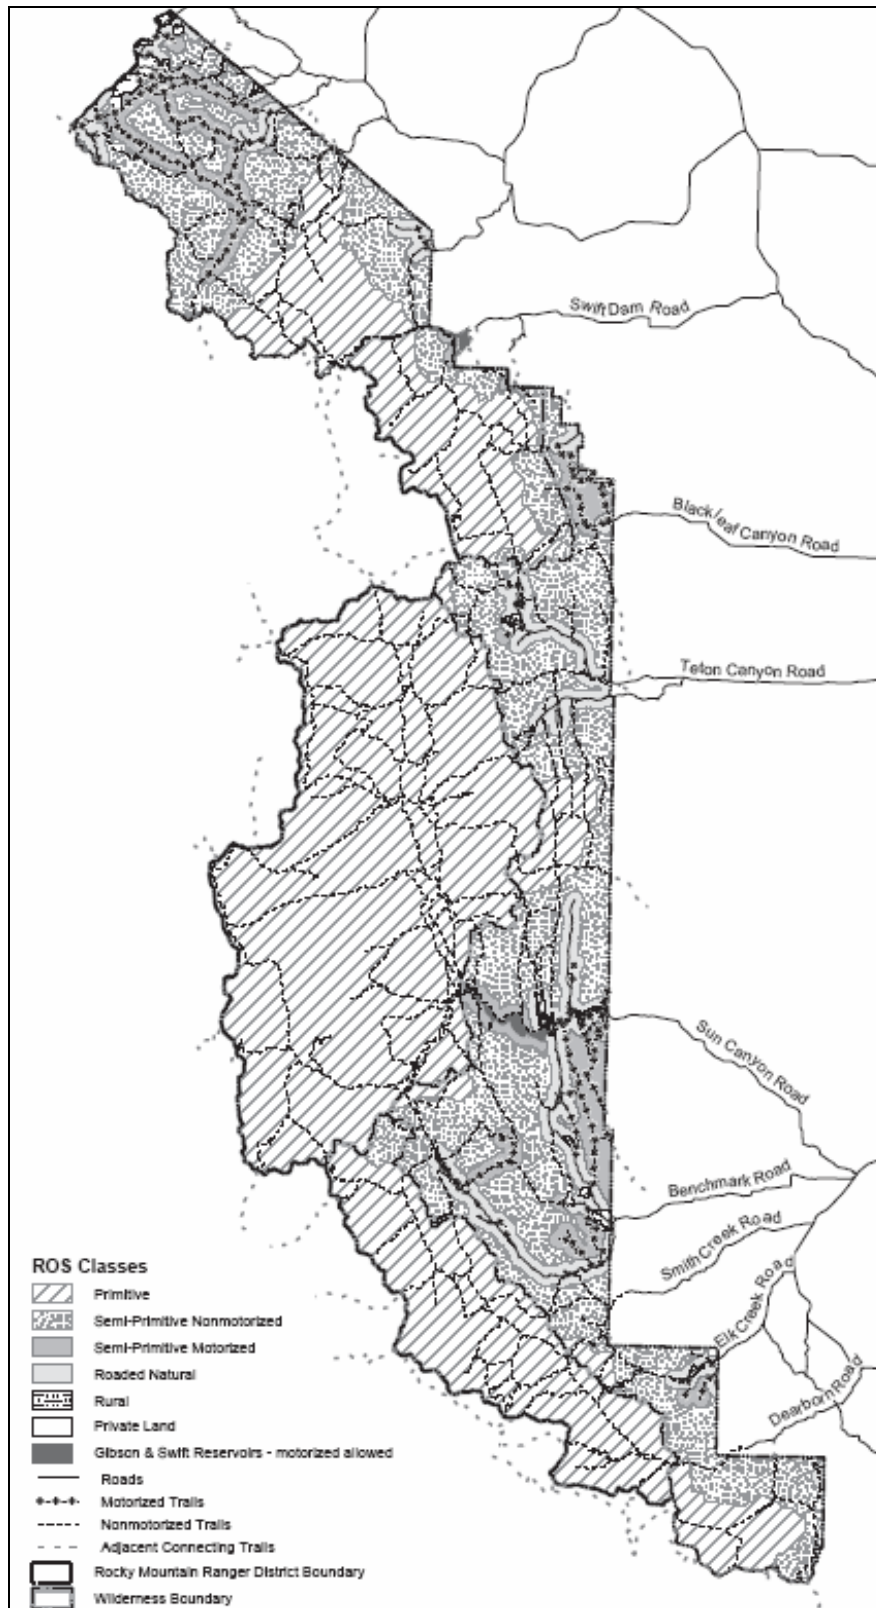 Swift Dam Road
Blackleaf Canyon Road
Teton Canyon Road
Sun Canyon Road
Benchmark Road
Smith Creek Road
Elk Creek Road
Dearborn Road
ROS Classes
Primitive
Semi-Primitive Nonmotorized
Semi-Primitive Motorized
Roaded Natural
Rural
Private Land
Gibson & Swift Reservoirs - motorized allowed
Roads
Motorized Trails
Nonmotorized Trails
Adjacent Connecting Trails
Rocky Mountain Ranger District Boundary
Wilderness Boundary